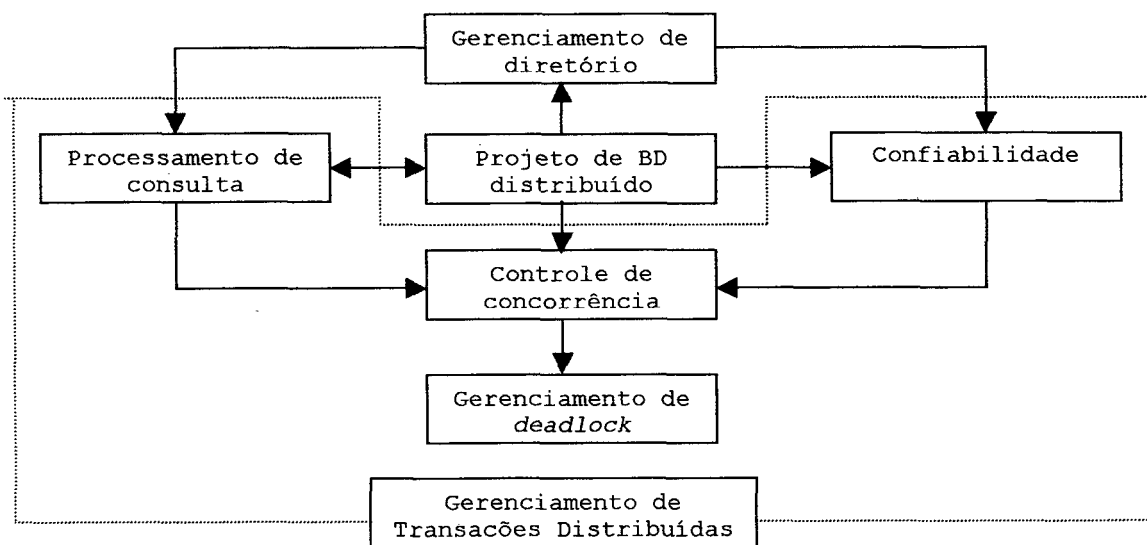 Gerenciamento de
diretório
Processamento de
consulta
Projeto de BD
distribuído
Confiabilidade
Controle de
concorrência
Gerenciamento de
deadlock
Gerenciamento de
Transacões Distribuídas